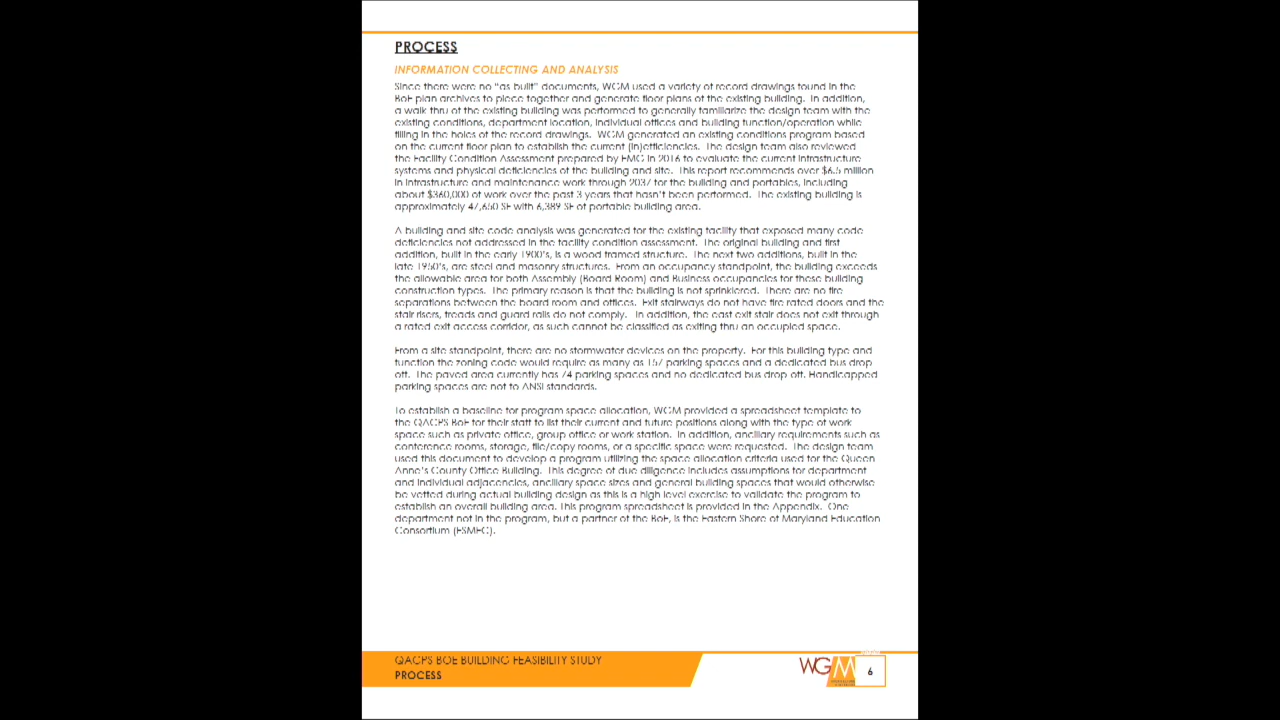 PROCESS
INFORMATION COLLECTING AND ANALYSIS
Since there were no “as built” documents, WGM used a variety of record drawings found in the
BoE plan archives to piece together and generate floor plans of the existing building. In addition,
a walk thru of the existing building was performed to generally familiarize the design team with the
existing conditions, department location, individual offices and building function/operation while
filling in the holes of the record drawings. WGM generated an existing conditions program based
on the current floor plan to establish the current (in)efficiencies. The design team also reviewed
the Facility Condition Assessment prepared by EMG in 2016 to evaluate the current infrastructure
systems and physical deficiencies of the building and site. This report recommends over $6.5 million
in infrastructure and maintenance work through 2037 for the building and portables, including
about $360,000 of work over the past 3 years that hasn’t been performed. The existing building is
approximately 47,650 SF with 6,389 SF of portable building area.
A building and site code analysis was generated for the existing facility that exposed many code
deficiencies not addressed in the facility condition assessment. The original building and first
addition, built in the early 1900’s, is a wood framed structure. The next two additions, built in the
late 1950’s, are steel and masonry structures. From an occupancy standpoint, the building exceeds
the allowable area for both Assembly (Board Room) and Business occupancies for these building
construction types. The primary reason is that the building is not sprinklered. There are no fire
separations between the board room and offices. Exit stairways do not have fire rated doors and the
stair risers, treads and guard rails do not comply. In addition, the east exit stair does not exit through
a rated exit access corridor, as such cannot be classified as exiting thru an occupied space.
From a site standpoint, there are no stormwater devices on the property. For this building type and
function the zoning code would require as many as 157 parking spaces and a dedicated bus drop
off. The paved area currently has 74 parking spaces and no dedicated bus drop off. Handicapped
parking spaces are not to ANSI standards.
To establish a baseline for program space allocation, WGM provided a spreadsheet template to
the QACPS BoE for their staff to list their current and future positions along with the type of work
space such as private office, group office or work station. In addition, ancillary requirements such as
conference rooms, storage, file/copy rooms, or a specific space were requested. The design team
used this document to develop a program utilizing the space allocation criteria used for the Queen
Anne’s County Office Building. This degree of due diligence includes assumptions for department
and individual adjacencies, ancillary space sizes and general building spaces that would otherwise
be vetted during actual building design as this is a high level exercise to validate the program to
establish an overall building area. This program spreadsheet is provided in the Appendix. One
department not in the program, but a partner of the BoE, is the Eastern Shore of Maryland Education
Consortium (ESMEC).
QACPS BOE BUILDING FEASIBILITY STUDY
PROCESS
WGM
6